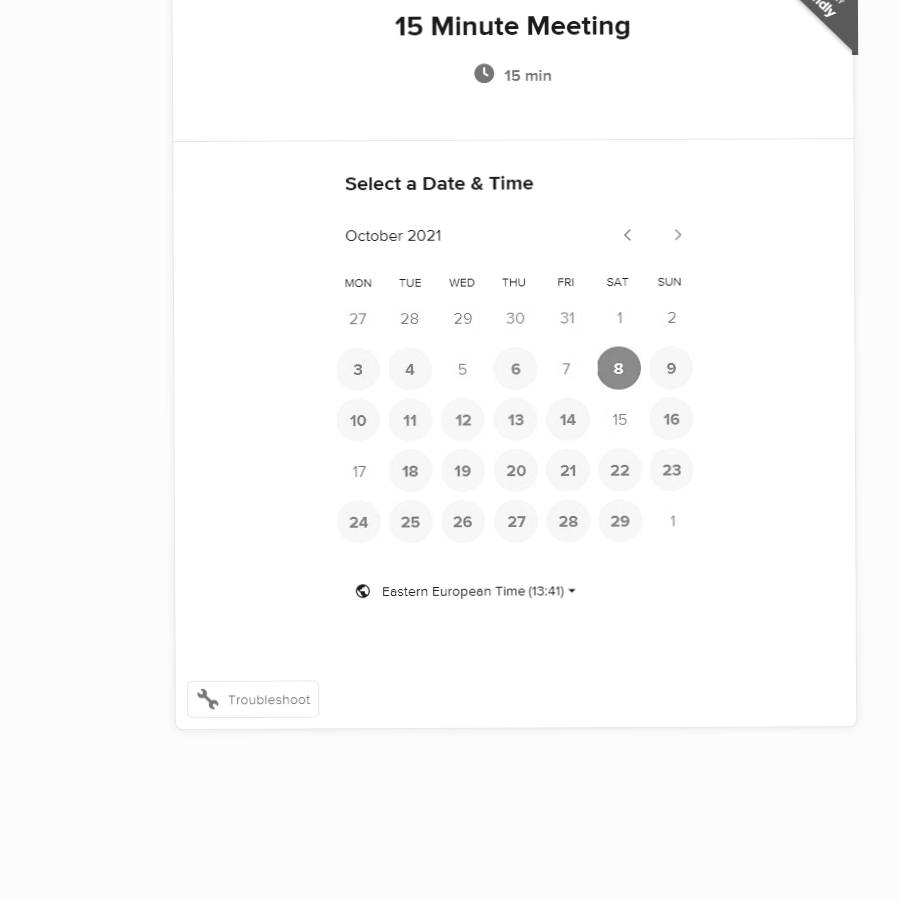 15 Minute Meeting
15 min
Select a Date & Time
October 2021
MON TUE WED THU FRI SAT SUN
27 28 29 30 31 1 2
3 4 5 6 7 8 9
10 11 12 13 14 15 16
17 18 19 20 21 22 23
24 25 26 27 28 29 1
Eastern European Time (13:41)
Troubleshoot